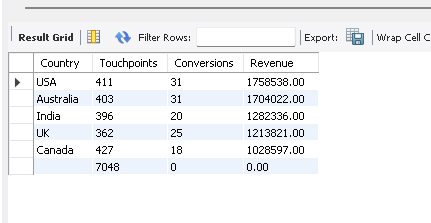 Result Grid Filter Rows: Export: Wrap Cell C
Country Touchpoints Conversions Revenue
USA 411 31 1758538.00
Australia 403 31 1704022.00
India 396 20 1282336.00
UK 362 25 1213821.00
Canada 427 18 1028597.00
7048 0 0.00